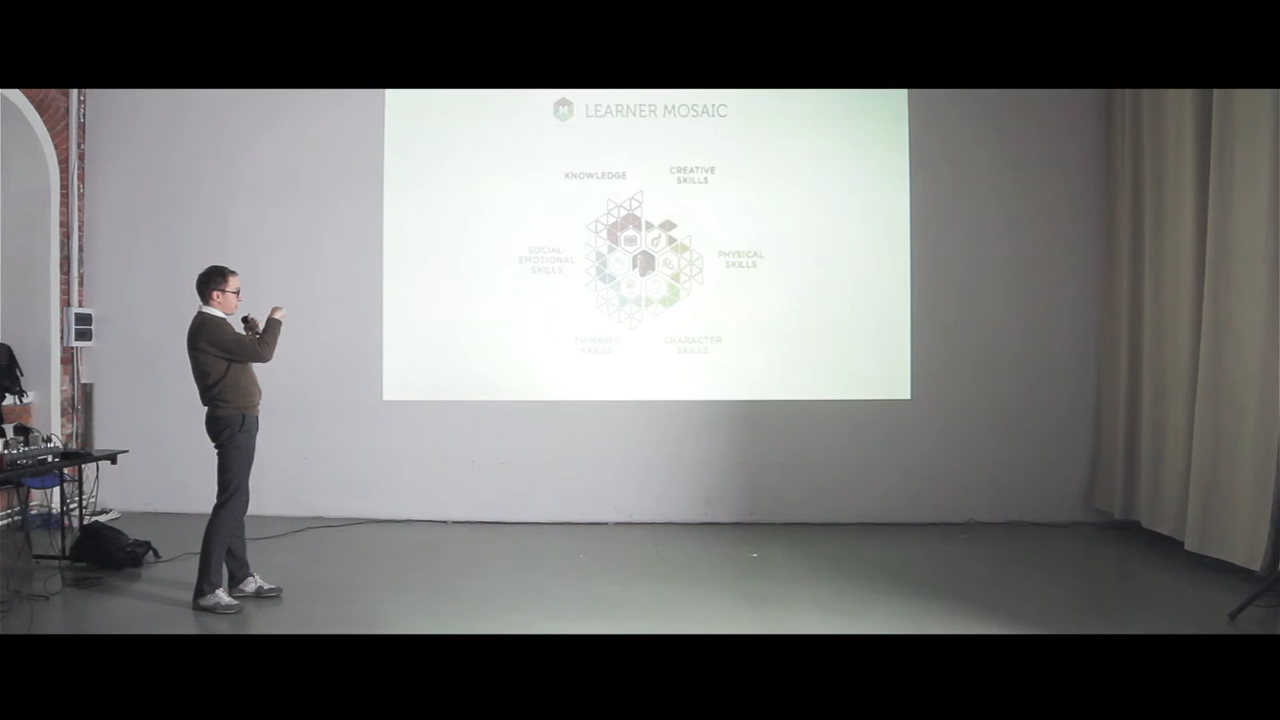 M
LEARNER MOSAIC
KNOWLEDGE
CREATIVE
SKILLS
SOCIAL-
EMOTIONAL
SKILLS
PHYSICAL
SKILLS
THINKING
SKILLS
CHARACTER
SKILLS